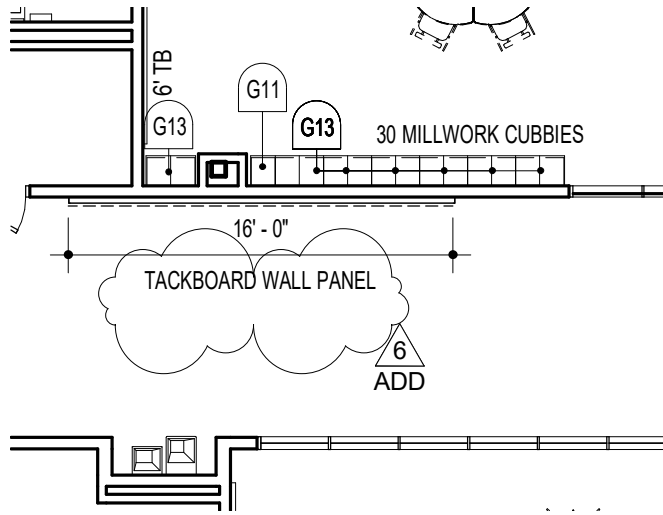 6' TB
G11
G13
G13
30 MILLWORK CUBBIES
16' - 0"
TACKBOARD WALL PANEL
6
ADD